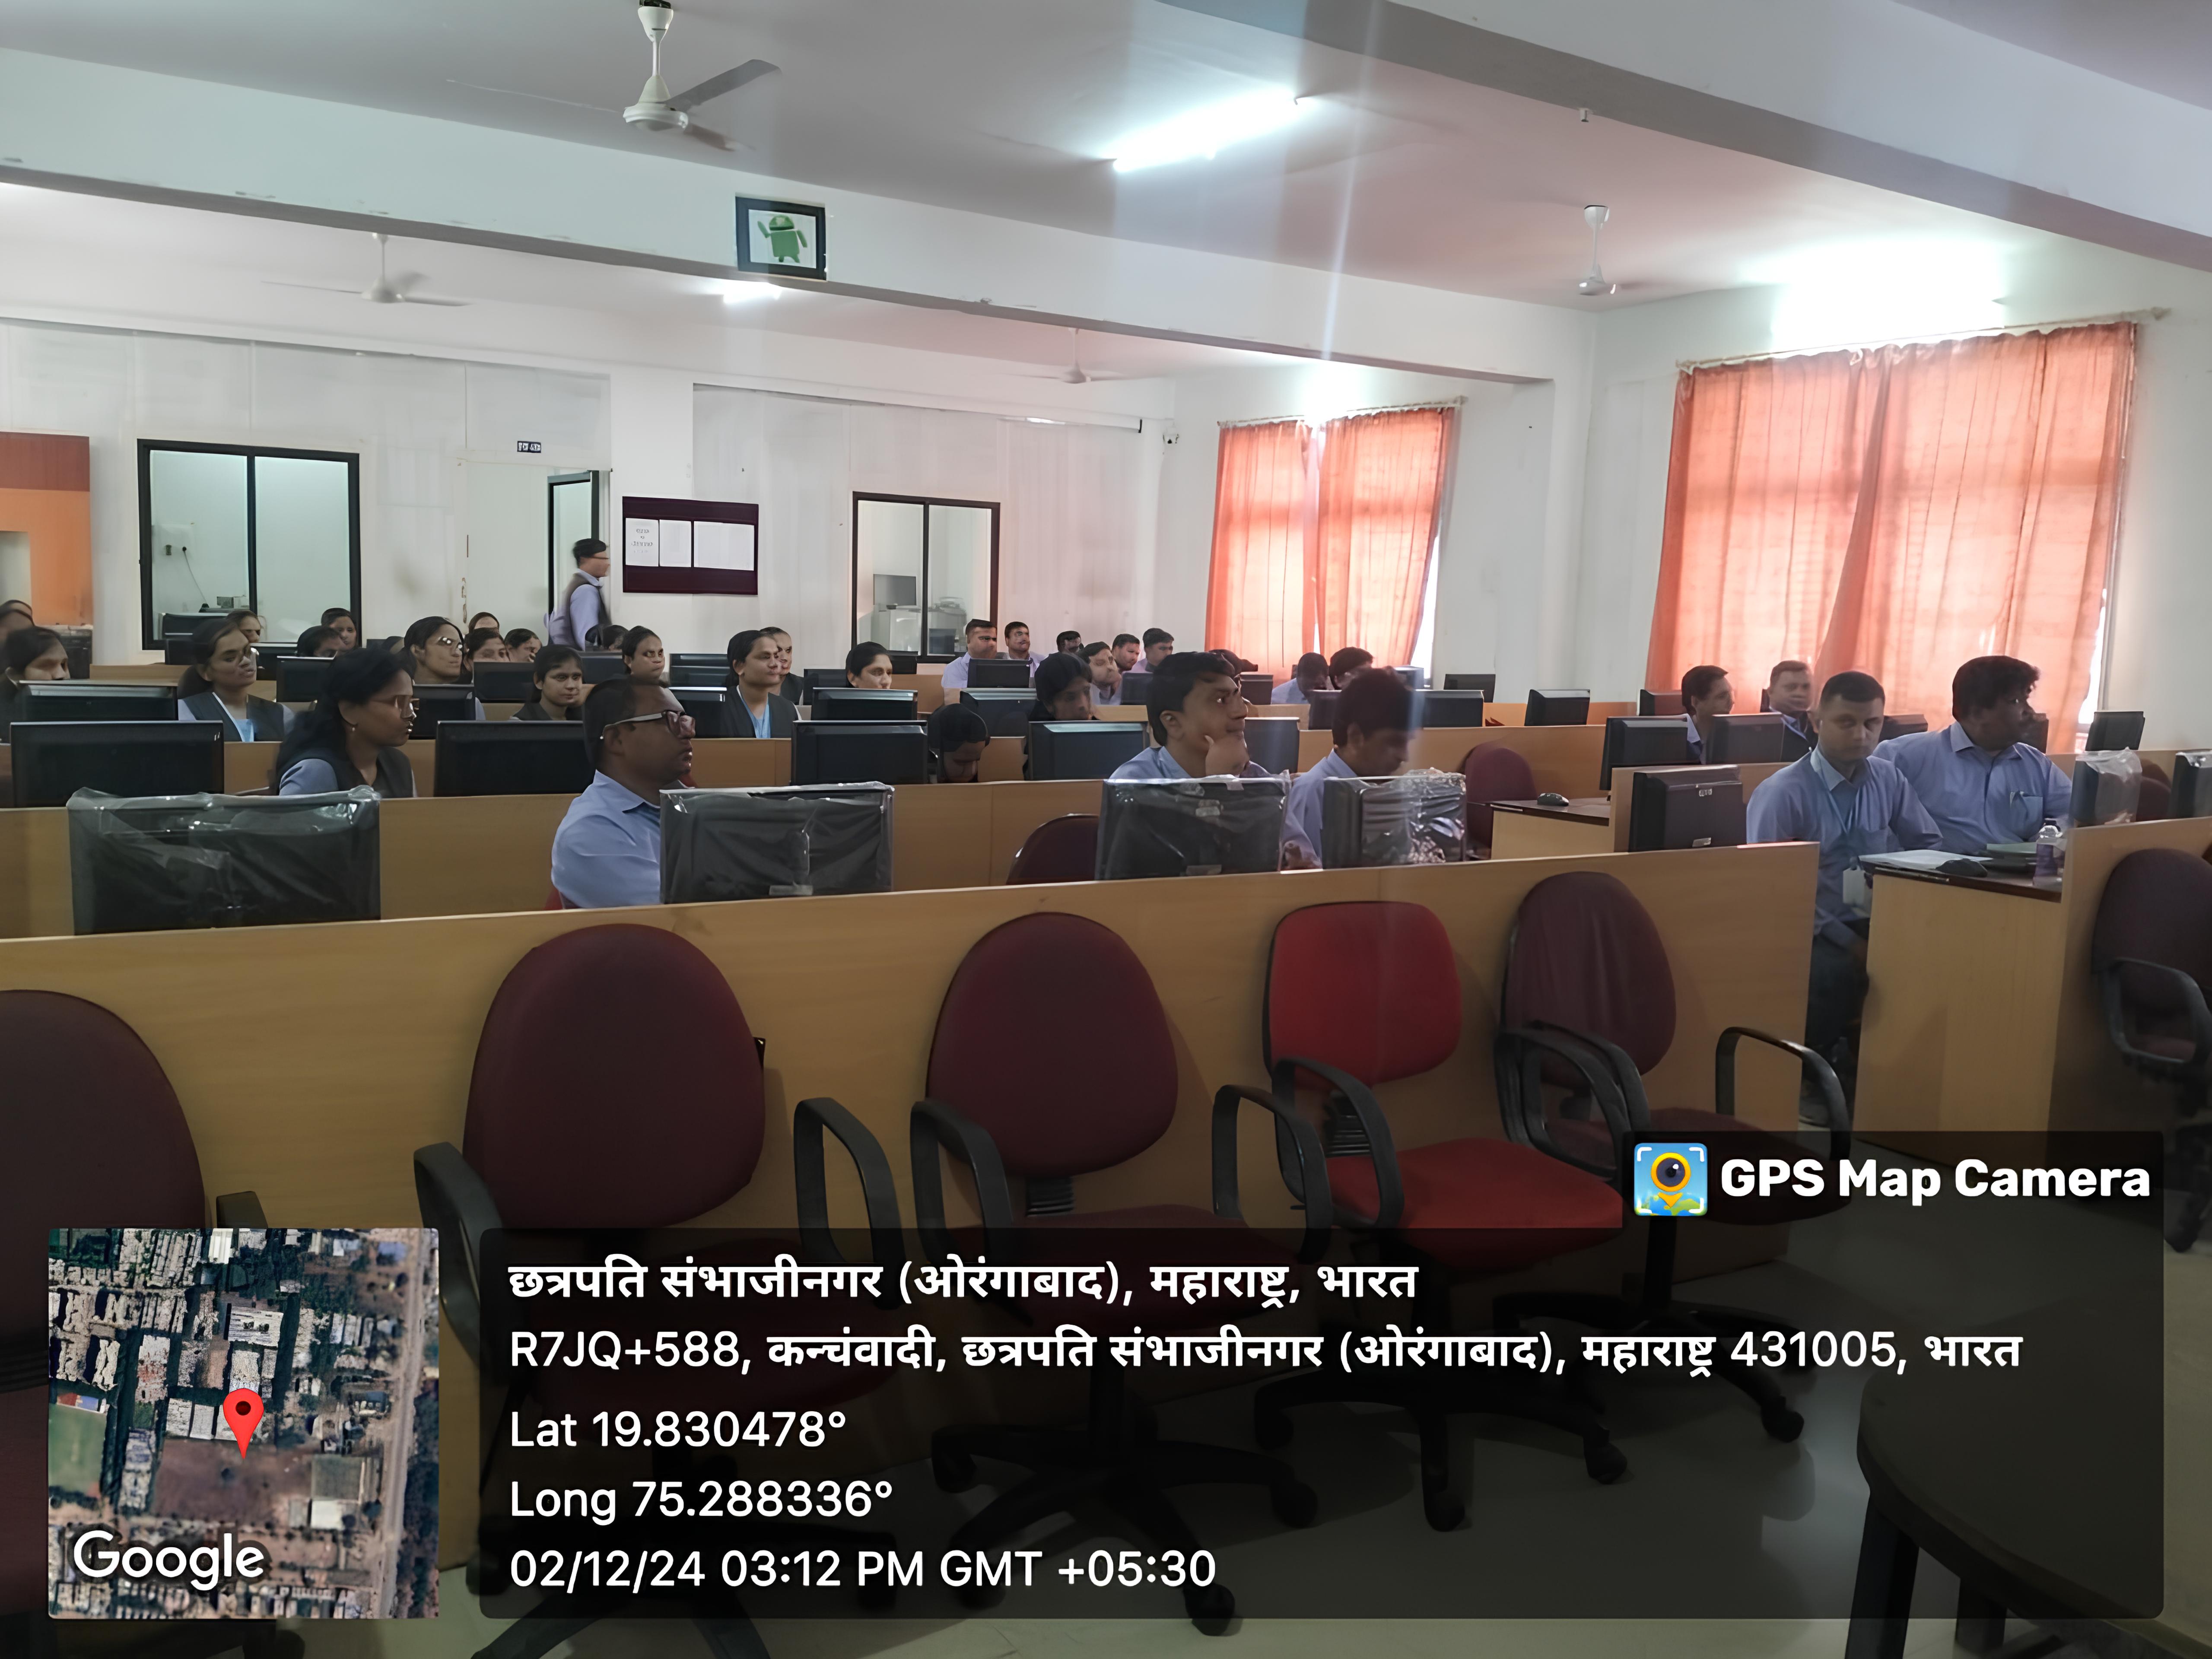 GPS Map Camera
छत्रपति संभाजीनगर (ओरंगाबाद), महाराष्ट्र, भारत
R7JQ+588, कन्चंवादी, छत्रपति संभाजीनगर (ओरंगाबाद), महाराष्ट्र 431005, भारत
Lat 19.830478°
Long 75.288336°
02/12/24 03:12 PM GMT +05:30
Google